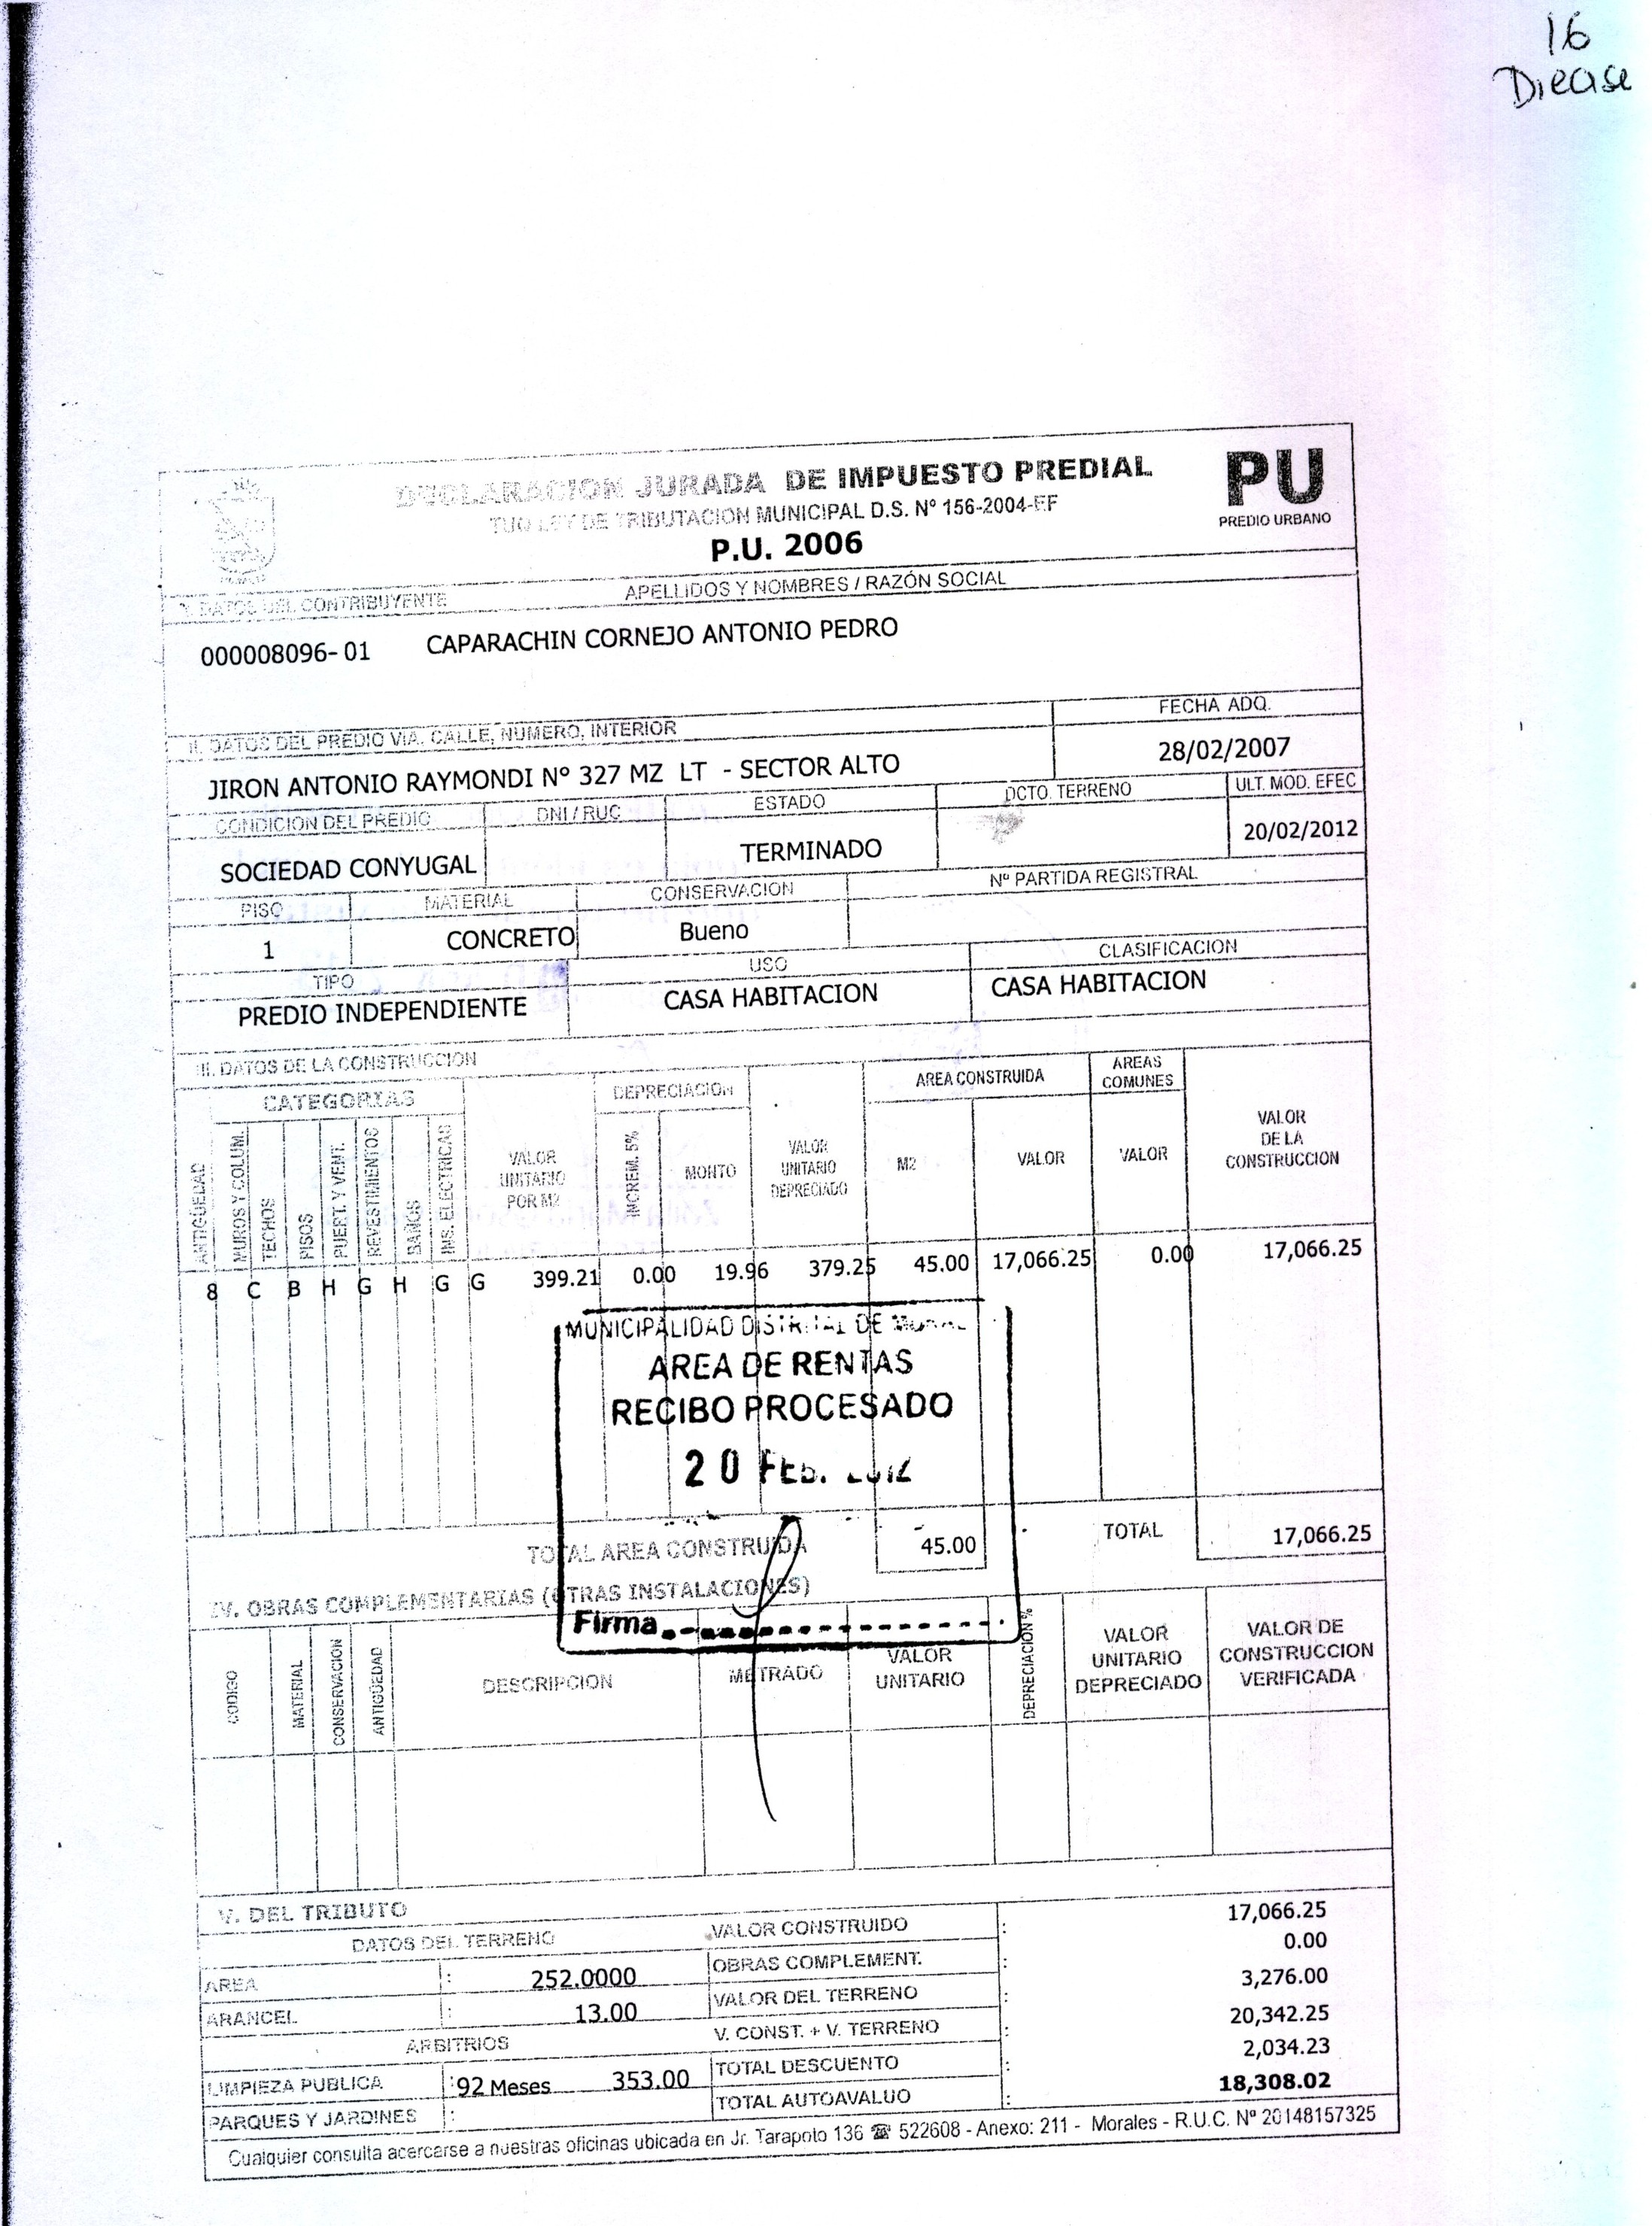 16
DECLARACION JURADA DE IMPUESTO PREDIAL
TUO LEY DE TRIBUTACION MUNICIPAL D.S. Nº 156-2004-EF
P.U. 2006
PU
PREDIO URBANO
I. DATOS DEL CONTRIBUYENTE
APELLIDOS Y NOMBRES / RAZÓN SOCIAL
000008096- 01 CAPARACHIN CORNEJO ANTONIO PEDRO
II. DATOS DEL PREDIO VIA. CALLE, NUMERO, INTERIOR
FECHA ADQ.
JIRON ANTONIO RAYMONDI Nº 327 MZ LT - SECTOR ALTO
28/02/2007
CONDICION DEL PREDIO DNI / RUC ESTADO DCTO. TERRENO ULT. MOD. EFEC
SOCIEDAD CONYUGAL TERMINADO 20/02/2012
PISO MATERIAL CONSERVACION Nº PARTIDA REGISTRAL
1 CONCRETO Bueno
TIPO USO CLASIFICACION
PREDIO INDEPENDIENTE CASA HABITACION CASA HABITACION
III. DATOS DE LA CONSTRUCCION
CATEGORIAS
DEPRECIACION
AREA CONSTRUIDA
AREAS
COMUNES
ANTIGÜEDAD
MUROS Y COLUM.
TECHOS
PISOS
PUERT. Y VENT.
REVESTIMIENTOS
BAÑOS
INS. ELECTRICAS
VALOR
UNITARIO
POR M2
INCREM. 5%
MONTO
VALOR
UNITARIO
DEPRECIADO
M2
VALOR
VALOR
VALOR
DE LA
CONSTRUCCION
8 C B H G H G G 399.21 0.00 19.96 379.25 45.00 17,066.25 0.00 17,066.25
MUNICIPALIDAD DISTRITAL DE
AREA DE RENTAS
RECIBO PROCESADO
20 FEB. 2012
Firma
TOTAL AREA CONSTRUIDA 45.00 TOTAL 17,066.25
IV. OBRAS COMPLEMENTARIAS (OTRAS INSTALACIONES)
CODIGO
MATERIAL
CONSERVACION
ANTIGÜEDAD
DESCRIPCION
METRADO
VALOR
UNITARIO
DEPRECIACION %
VALOR
UNITARIO
DEPRECIADO
VALOR DE
CONSTRUCCION
VERIFICADA
V. DEL TRIBUTO
DATOS DEL TERRENO
VALOR CONSTRUIDO : 17,066.25
OBRAS COMPLEMENT. : 0.00
AREA : 252.0000
VALOR DEL TERRENO : 3,276.00
ARANCEL : 13.00
V. CONST. + V. TERRENO : 20,342.25
ARBITRIOS
TOTAL DESCUENTO : 2,034.23
LIMPIEZA PUBLICA : 92 Meses 353.00
TOTAL AUTOAVALUO : 18,308.02
PARQUES Y JARDINES :
Cualquier consulta acercarse a nuestras oficinas ubicada en Jr. Tarapoto 136 ☎ 522608 - Anexo: 211 - Morales - R.U.C. Nº 20148157325